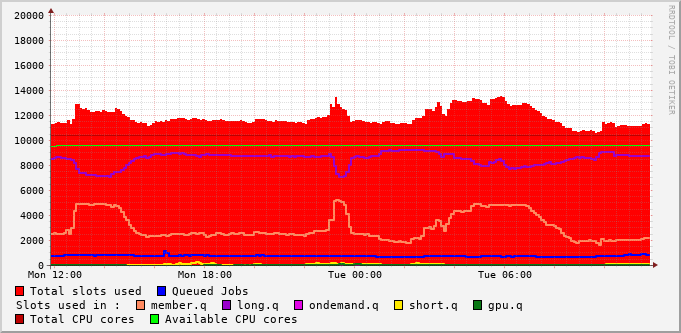 20000
18000
16000
14000
12000
10000
8000
6000
4000
2000
0
Mon 12:00 Mon 18:00 Tue 00:00 Tue 06:00
RRDTOOL / TOBI OETIKER
Total slots used Queued Jobs
Slots used in : member.q long.q ondemand.q short.q gpu.q
Total CPU cores Available CPU cores